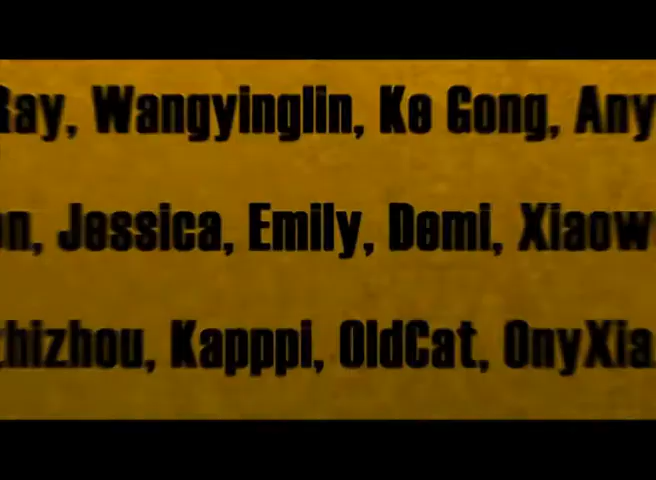 Ray, Wangyinglin, Ke Gong, Any
on, Jessica, Emily, Demi, Xiaow
zhizhou, Kapppi, OldCat, OnyXia